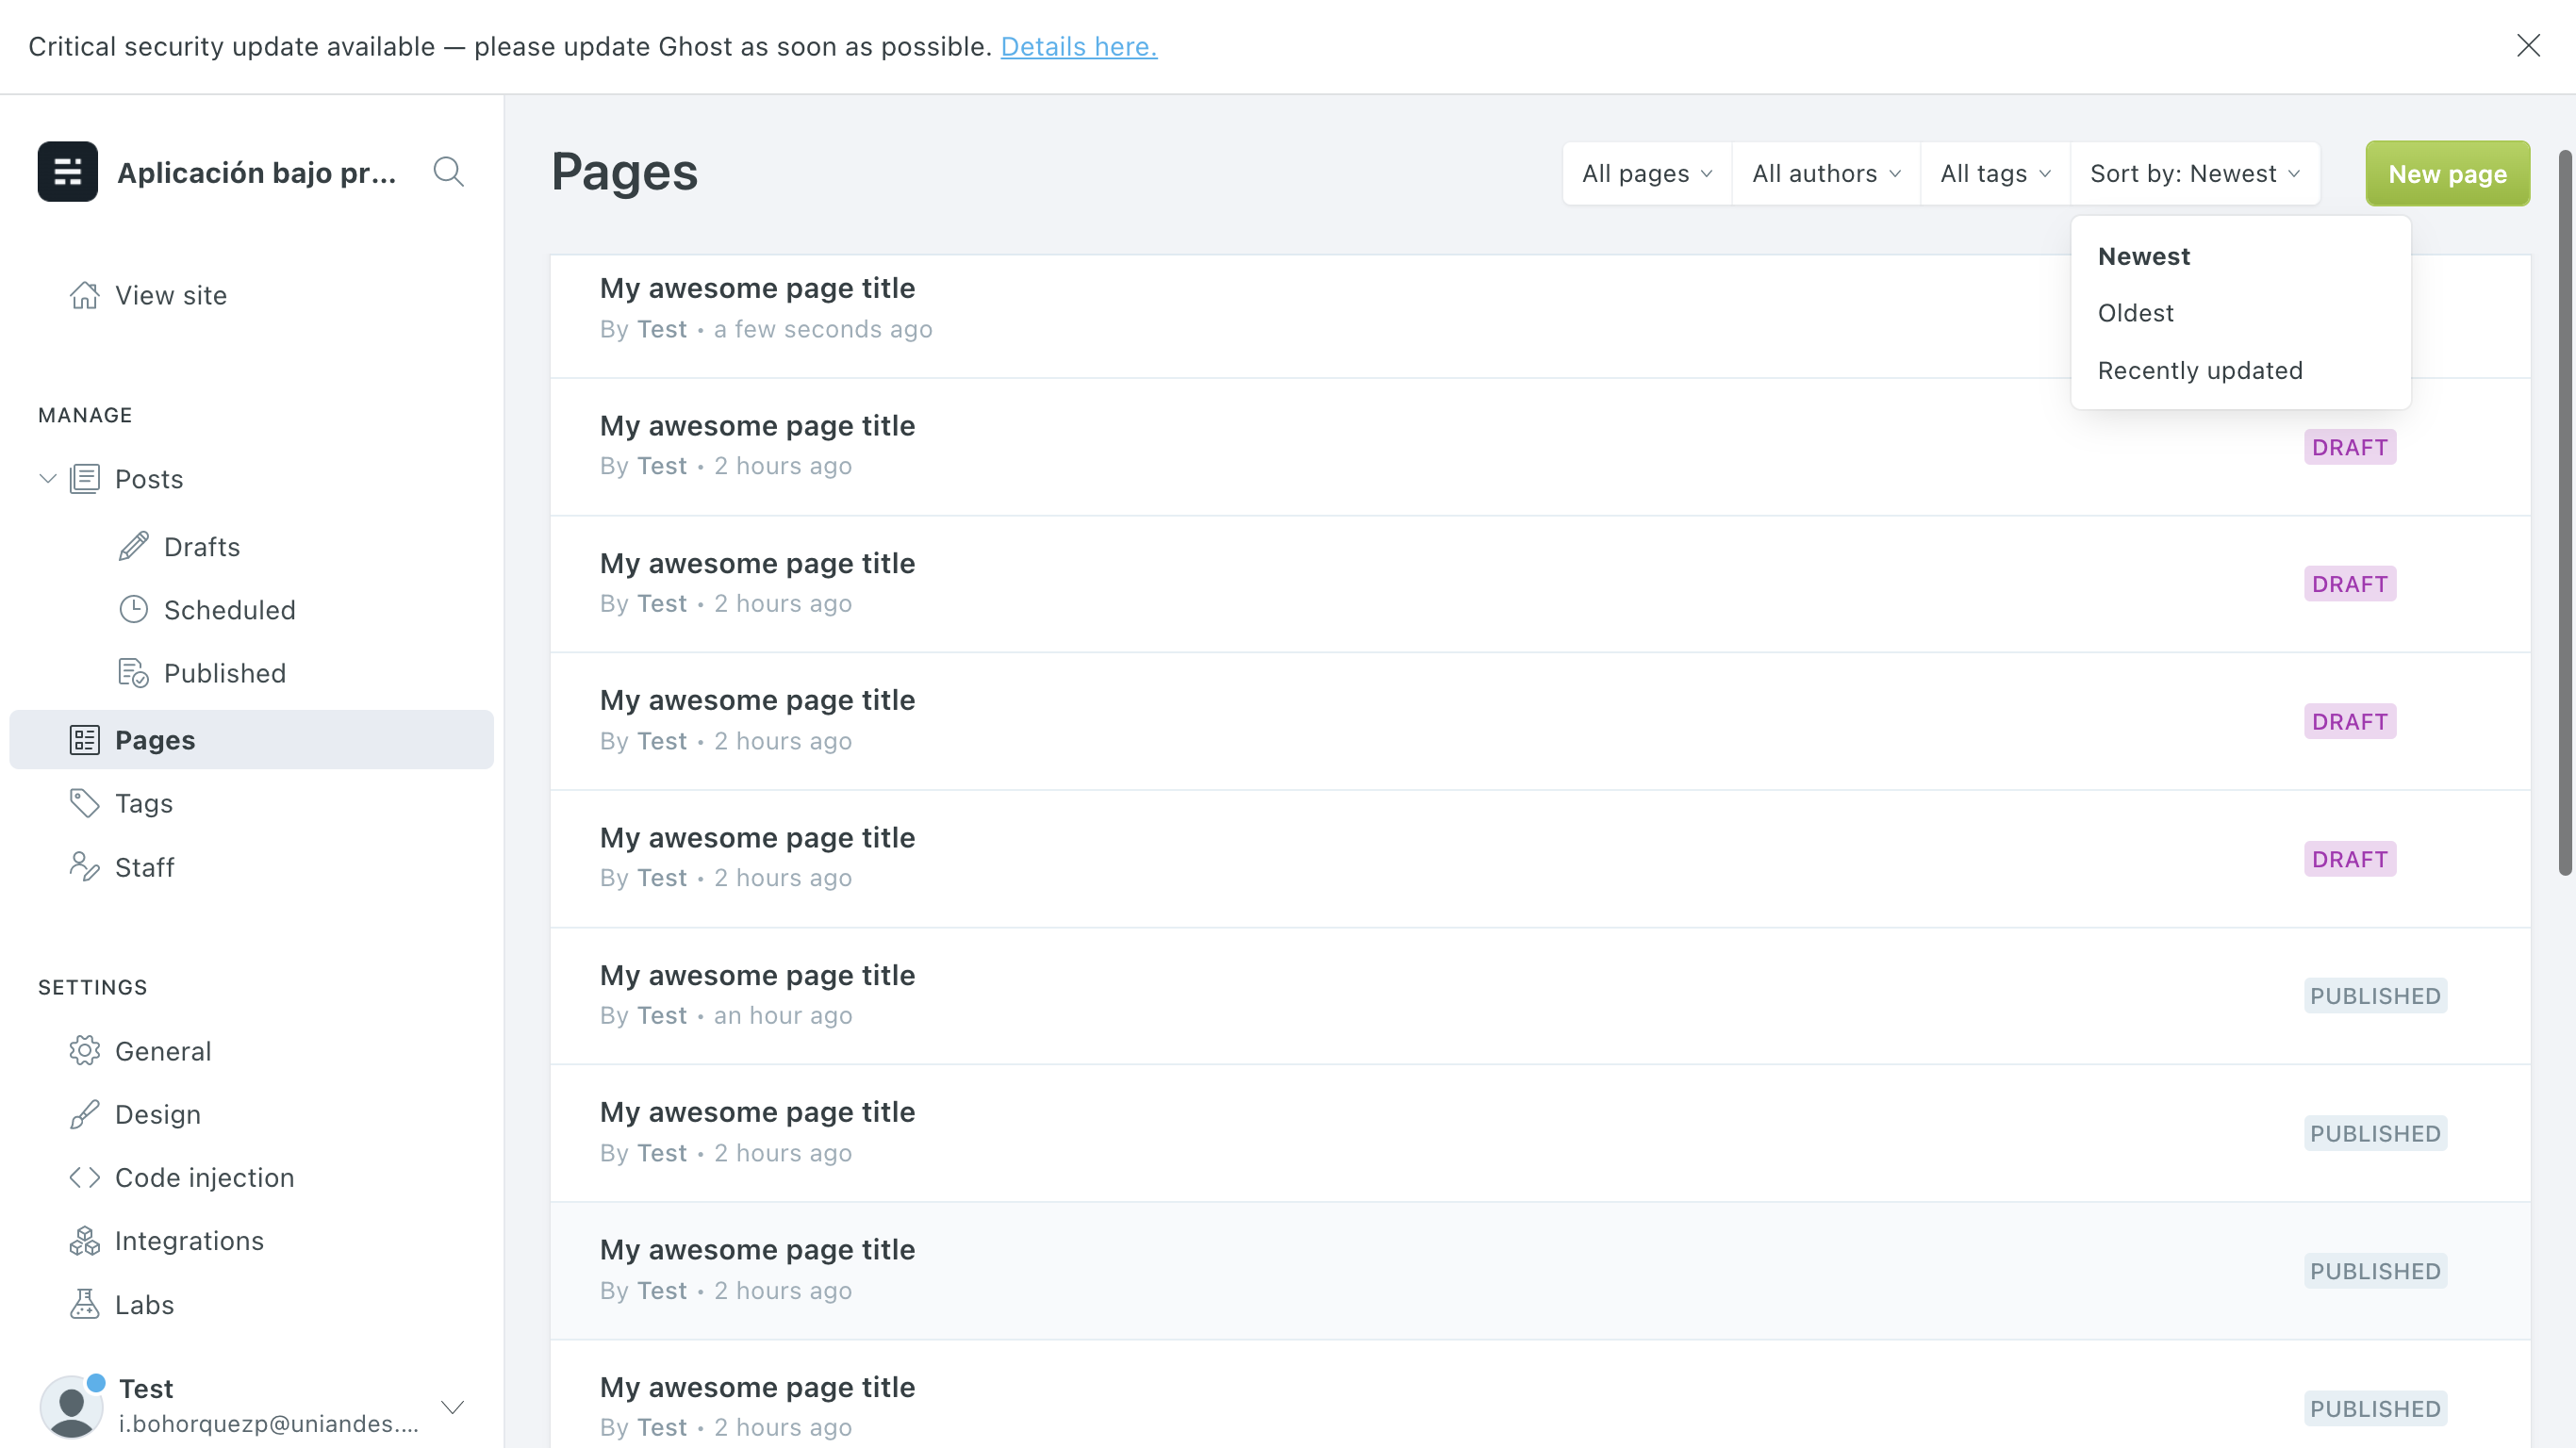 Critical security update available — please update Ghost as soon as possible. Details here.
Aplicación bajo pr...
View site
MANAGE
Posts
Drafts
Scheduled
Published
Pages
Tags
Staff
SETTINGS
General
Design
Code injection
Integrations
Labs
Test
i.bohorquezp@uniandes....
Pages
All pages
All authors
All tags
Sort by: Newest
New page
Newest
Oldest
Recently updated
My awesome page title
By Test • a few seconds ago
My awesome page title
By Test • 2 hours ago
DRAFT
My awesome page title
By Test • 2 hours ago
DRAFT
My awesome page title
By Test • 2 hours ago
DRAFT
My awesome page title
By Test • 2 hours ago
DRAFT
My awesome page title
By Test • an hour ago
PUBLISHED
My awesome page title
By Test • 2 hours ago
PUBLISHED
My awesome page title
By Test • 2 hours ago
PUBLISHED
My awesome page title
By Test • 2 hours ago
PUBLISHED